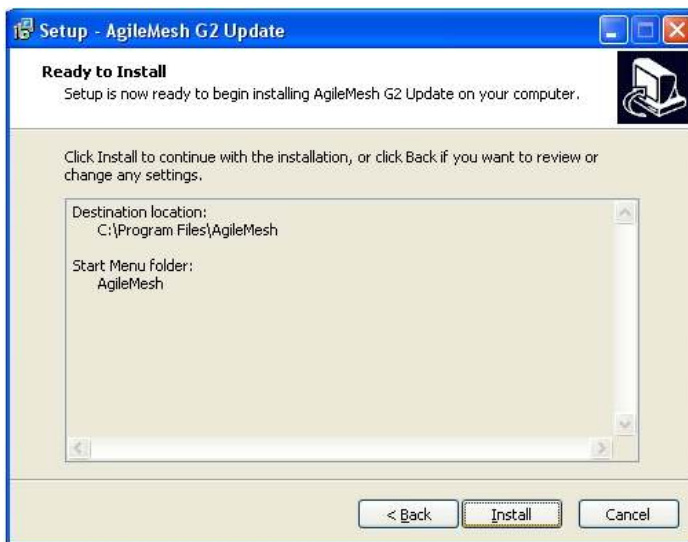 Setup - AgileMesh G2 Update
Ready to Install
Setup is now ready to begin installing AgileMesh G2 Update on your computer.
Click Install to continue with the installation, or click Back if you want to review or
change any settings.
Destination location:
C:\Program Files\AgileMesh
Start Menu folder:
AgileMesh
< Back
Install
Cancel